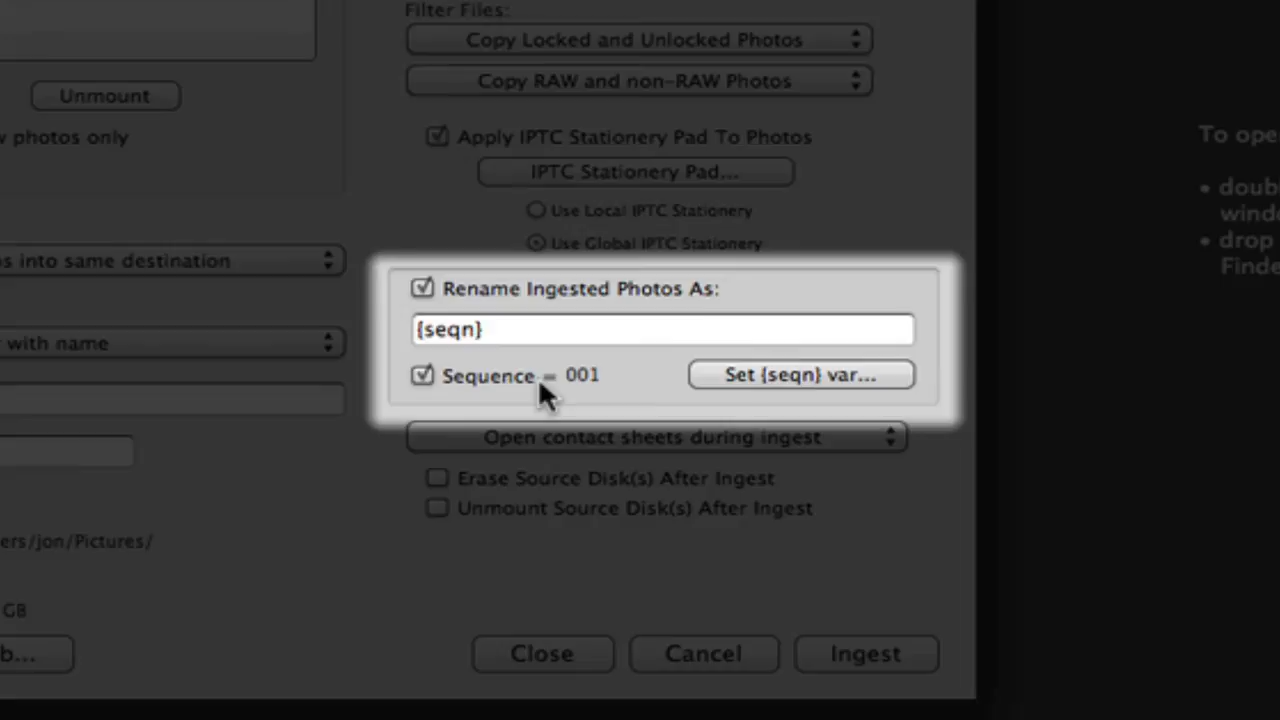 Filter Files:
Copy Locked and Unlocked Photos
Copy RAW and non-RAW Photos
Unmount
photos only
Apply IPTC Stationery Pad To Photos
IPTC Stationery Pad...
Use Local IPTC Stationery
Use Global IPTC Stationery
To ope
• doub
wind
• drop
Finde
s into same destination
with name
Rename Ingested Photos As:
{seqn}
Sequence = 001
Set {seqn} var...
Open contact sheets during ingest
Erase Source Disk(s) After Ingest
Unmount Source Disk(s) After Ingest
ers/jon/Pictures/
GB
b...
Close
Cancel
Ingest